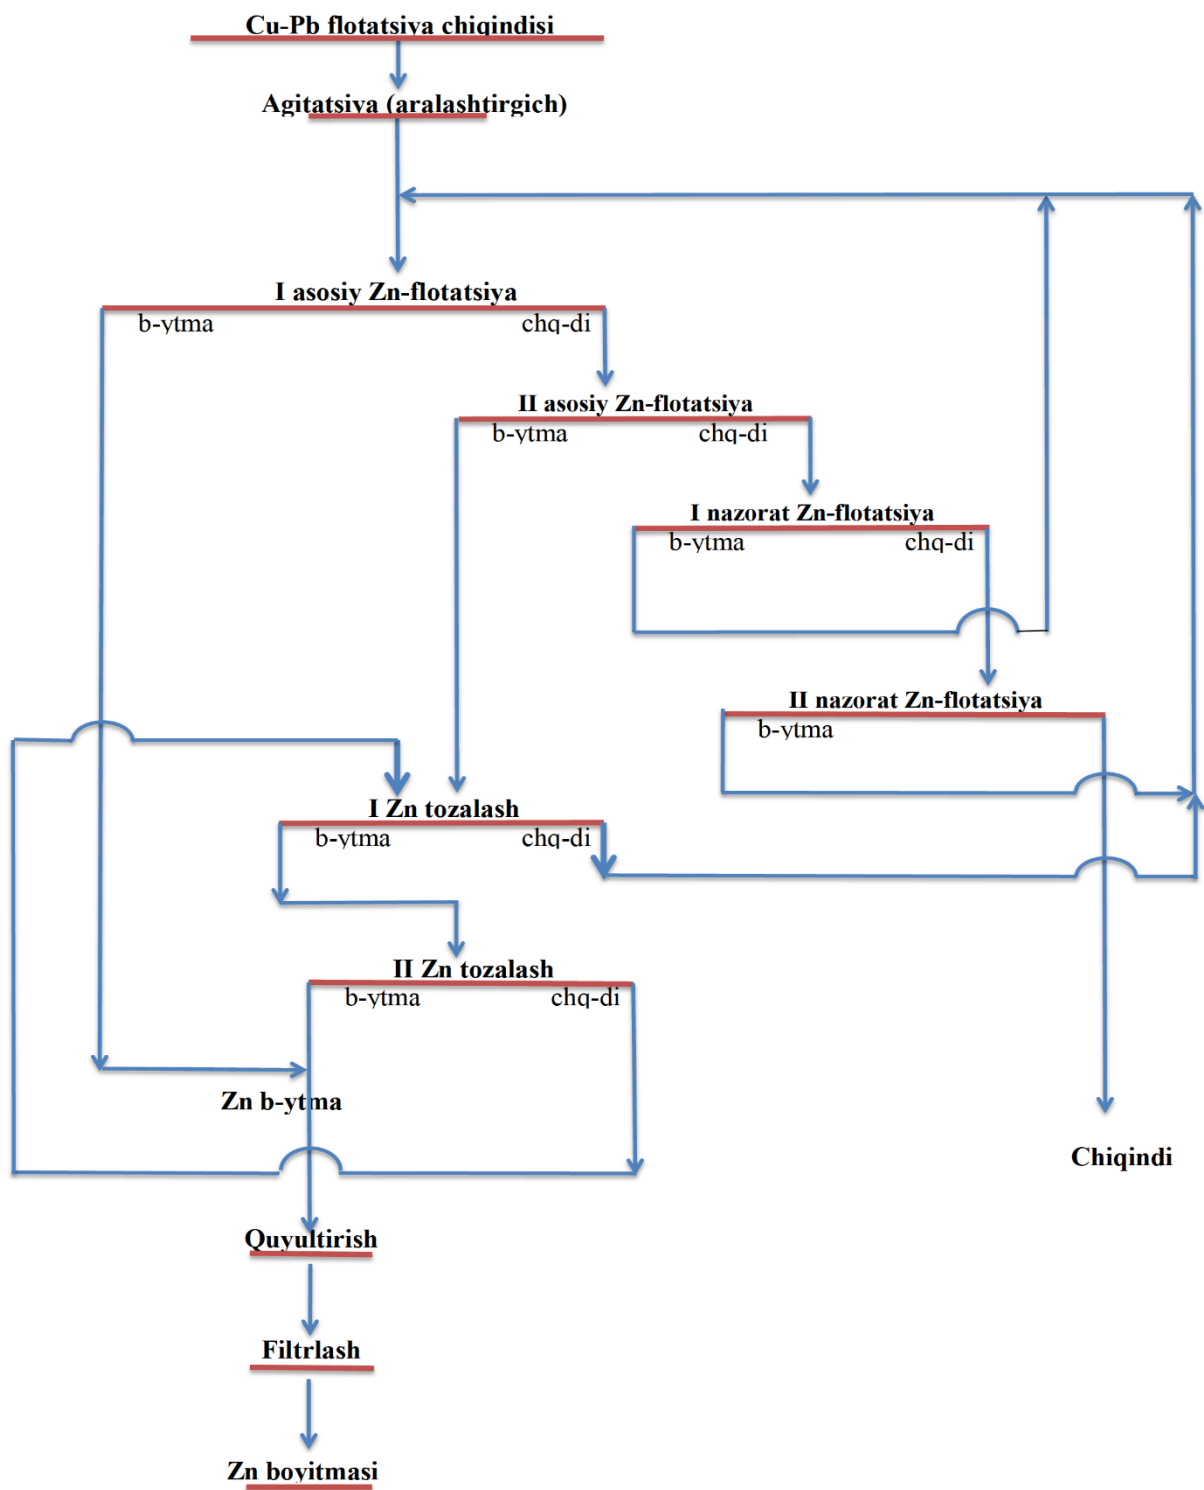 Cu-Pb flotatsiya chiqindisi
Agitatsiya (aralashtirgich)
I asosiy Zn-flotatsiya
b-ytma chq-di
II asosiy Zn-flotatsiya
b-ytma chq-di
I nazorat Zn-flotatsiya
b-ytma chq-di
II nazorat Zn-flotatsiya
b-ytma
I Zn tozalash
b-ytma chq-di
II Zn tozalash
b-ytma chq-di
Zn b-ytma
Chiqindi
Quyultirish
Filtrlash
Zn boyitmasi